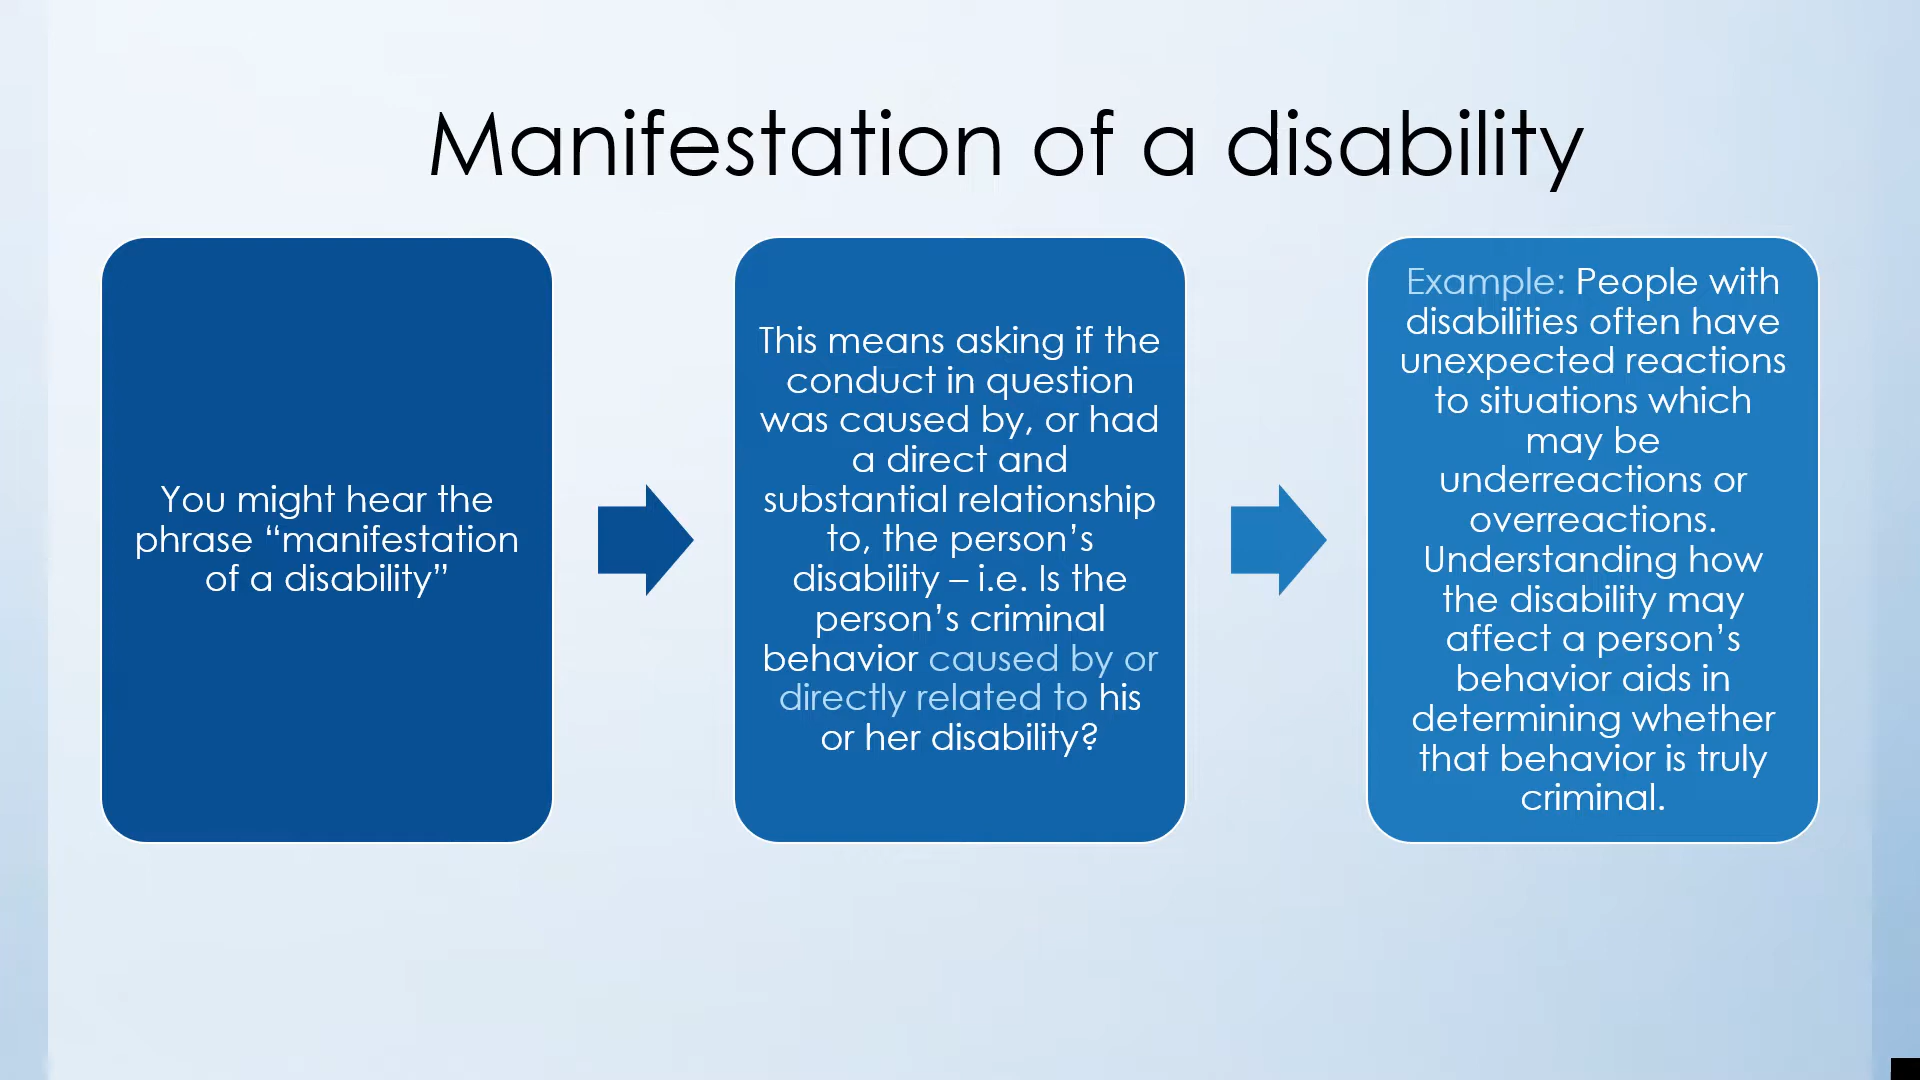 Manifestation of a disability
You might hear the
phrase “manifestation
of a disability”
This means asking if the
conduct in question
was caused by, or had
a direct and
substantial relationship
to, the person’s
disability – i.e. Is the
person’s criminal
behavior caused by or
directly related to his
or her disability?
Example: People with
disabilities often have
unexpected reactions
to situations which
may be
underreactions or
overreactions.
Understanding how
the disability may
affect a person’s
behavior aids in
determining whether
that behavior is truly
criminal.